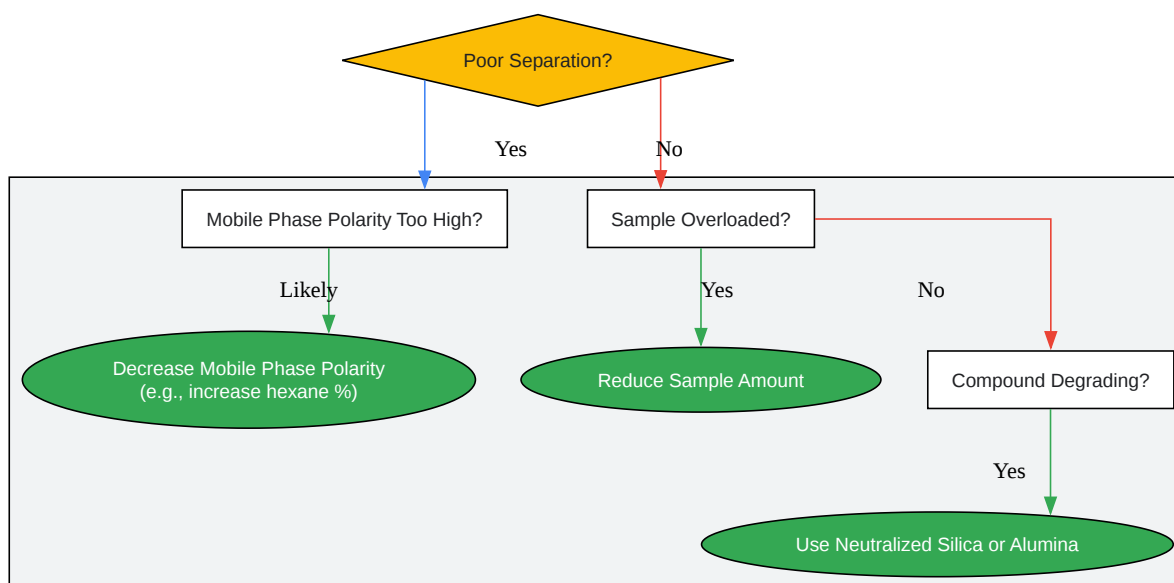 Poor Separation?
Yes
No
Mobile Phase Polarity Too High?
Sample Overloaded?
Likely
Yes
No
Decrease Mobile Phase Polarity
(e.g., increase hexane %)
Reduce Sample Amount
Compound Degrading?
Yes
Use Neutralized Silica or Alumina